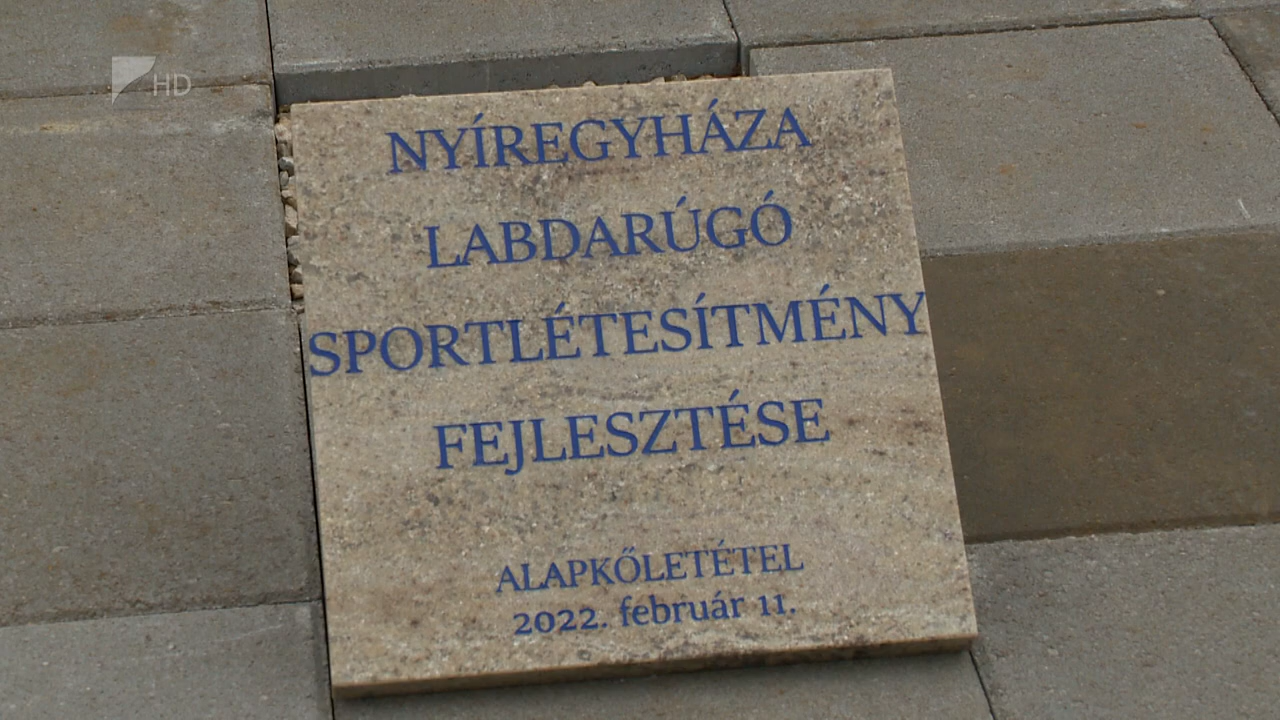 HD
NYÍREGYHÁZA
LABDARÚGÓ
SPORTLÉTESÍTMÉNY
FEJLESZTÉSE
ALAPKŐLETÉTEL
2022. február 11.